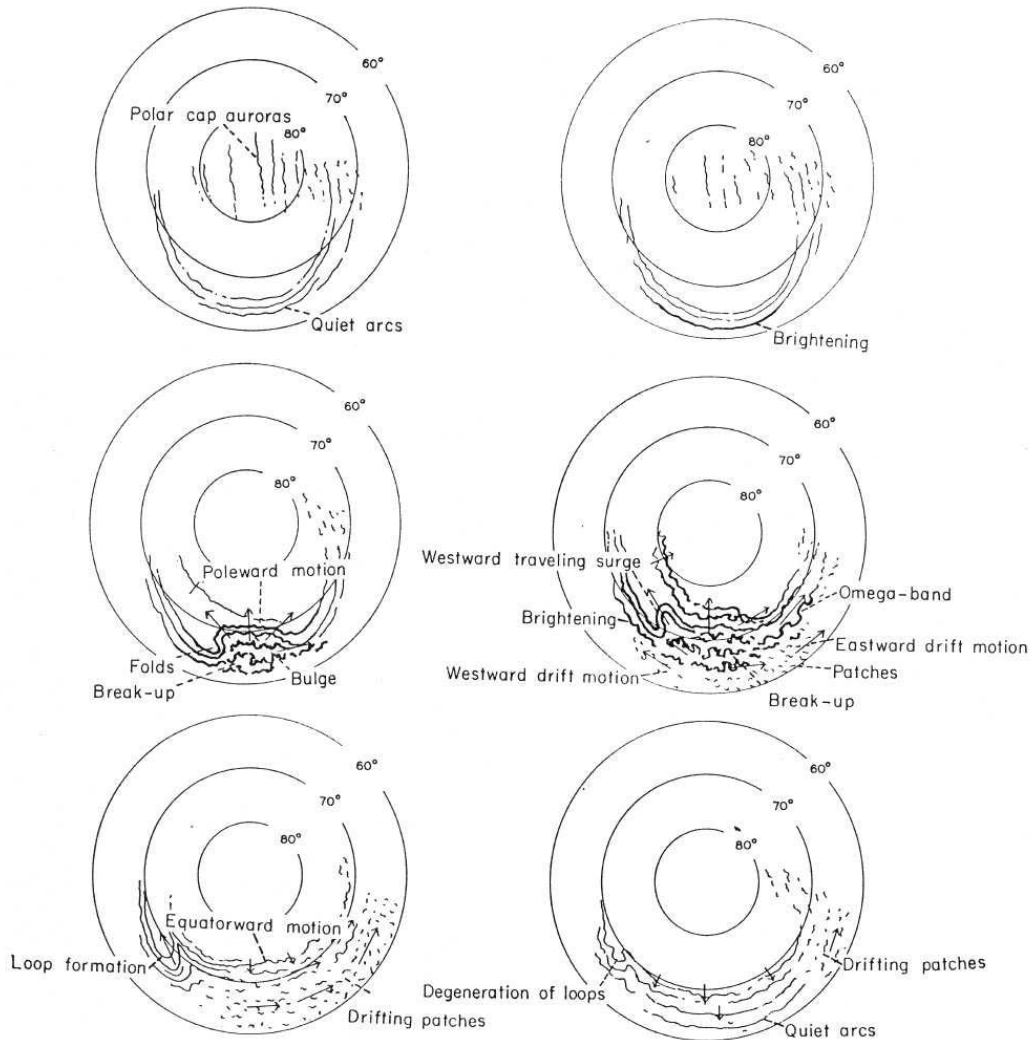 60°
70°
80°
Polar cap auroras
Quiet arcs
60°
70°
80°
Brightening
60°
70°
80°
Poleward motion
Folds
Break-up
Bulge
60°
70°
80°
Westward traveling surge
Omega-band
Brightening
Eastward drift motion
Westward drift motion
Patches
Break-up
60°
70°
80°
Equatorward motion
Loop formation
Drifting patches
60°
70°
80°
Drifting patches
Degeneration of loops
Quiet arcs